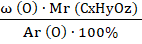 ω (O) · Mr (CxHyOz)
Ar (O) · 100%